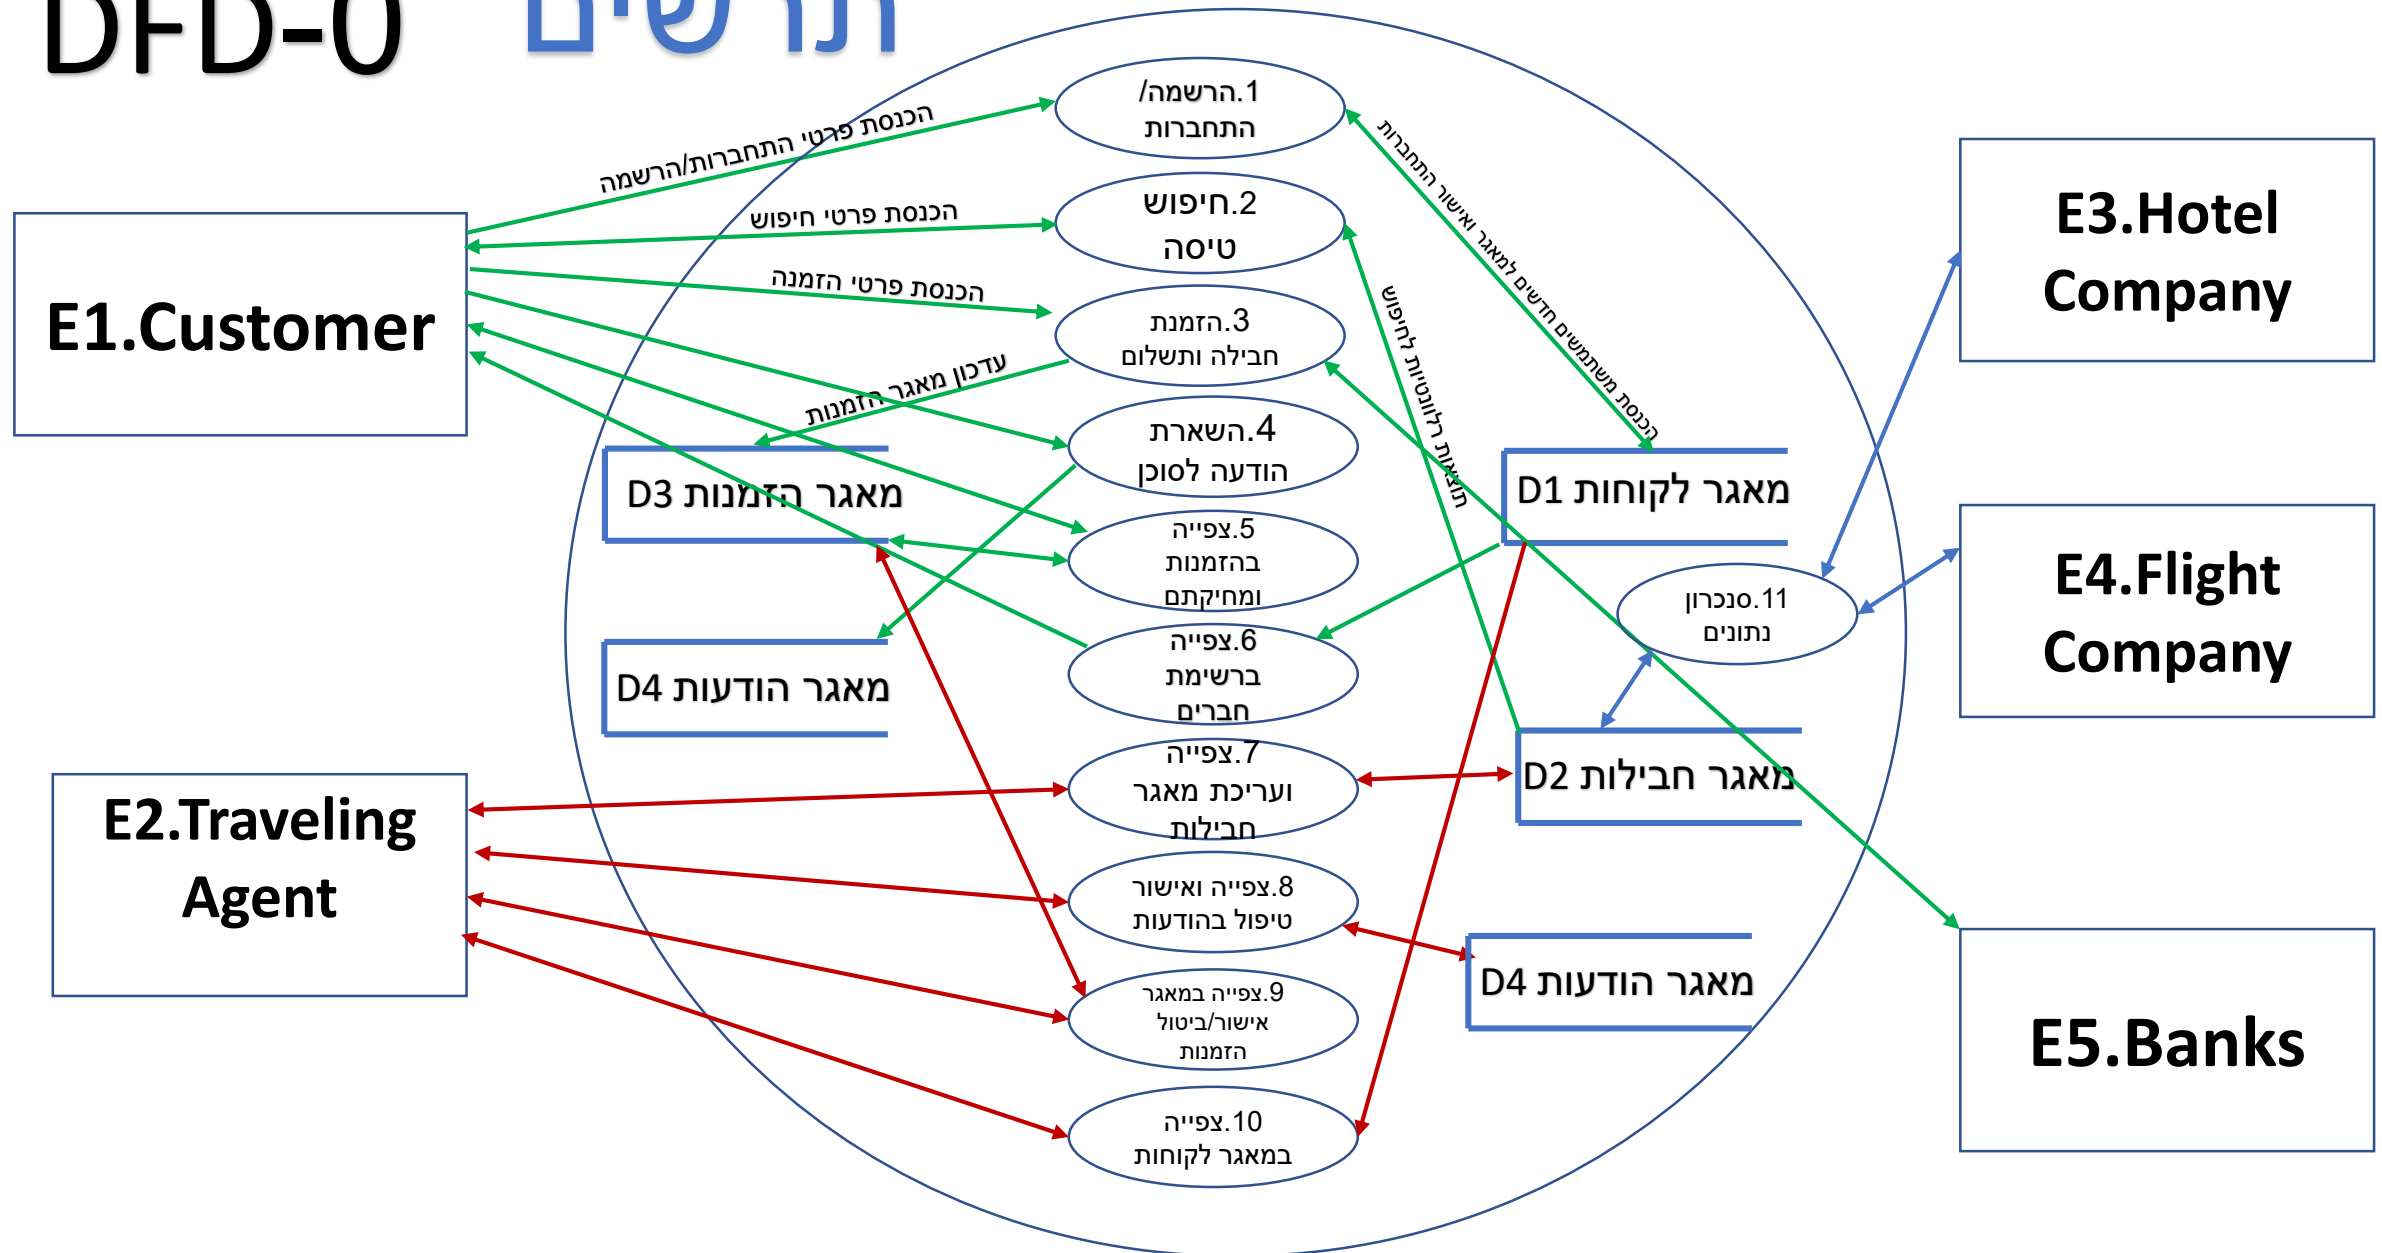 תרשים DFD-0
הכנסת פרטי התחברות/הרשמה
הכנסת פרטי חיפוש
הכנסת פרטי הזמנה
עדכון מאגר הזמנות
הכנסת משתמשים חדשים למאגר ואישור התחברות
תוצאות רלוונטיות לחיפוש
E1.Customer
E2.Traveling
Agent
1.הרשמה/
התחברות
2.חיפוש
טיסה
3.הזמנת
חבילה ותשלום
4.השארת
הודעה לסוכן
5.צפייה
בהזמנות
ומחיקתם
6.צפייה
ברשימת
חברים
7.צפייה
ועריכת מאגר
חבילות
8.צפייה ואישור
טיפול בהודעות
9.צפייה במאגר
אישור/ביטול
הזמנות
10.צפייה
במאגר לקוחות
11.סנכרון
נתונים
מאגר הזמנות D3
מאגר הודעות D4
מאגר לקוחות D1
מאגר חבילות D2
מאגר הודעות D4
E3.Hotel
Company
E4.Flight
Company
E5.Banks